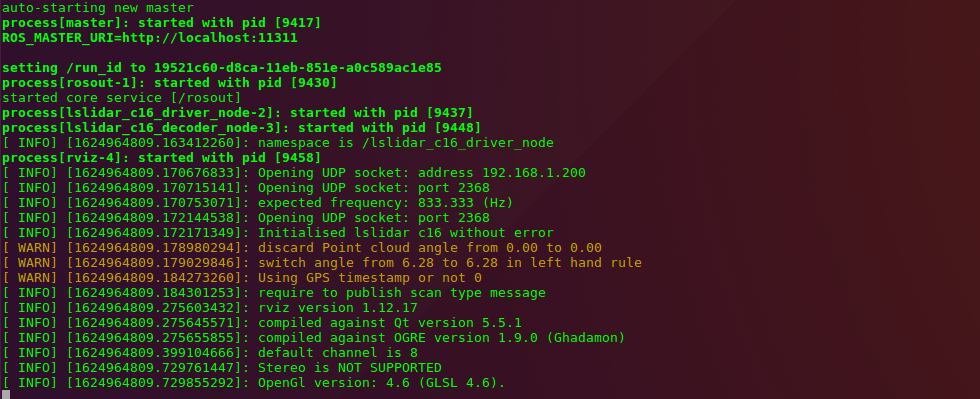 auto-starting new master
process[master]: started with pid [9417]
ROS_MASTER_URI=http://localhost:11311
setting /run_id to 19521c60-d8ca-11eb-851e-a0c589ac1e85
process[rosout-1]: started with pid [9430]
started core service [/rosout]
process[lslidar_c16_driver_node-2]: started with pid [9437]
process[lslidar_c16_decoder_node-3]: started with pid [9448]
[ INFO] [1624964809.163412260]: namespace is /lslidar_c16_driver_node
process[rviz-4]: started with pid [9458]
[ INFO] [1624964809.170676833]: Opening UDP socket: address 192.168.1.200
[ INFO] [1624964809.170715141]: Opening UDP socket: port 2368
[ INFO] [1624964809.170753071]: expected frequency: 833.333 (Hz)
[ INFO] [1624964809.172144538]: Opening UDP socket: port 2368
[ INFO] [1624964809.172171349]: Initialised lslidar c16 without error
[ WARN] [1624964809.178980294]: discard Point cloud angle from 0.00 to 0.00
[ WARN] [1624964809.179029846]: switch angle from 6.28 to 6.28 in left hand rule
[ WARN] [1624964809.184273260]: Using GPS timestamp or not 0
[ INFO] [1624964809.184301253]: require to publish scan type message
[ INFO] [1624964809.275603432]: rviz version 1.12.17
[ INFO] [1624964809.275645571]: compiled against Qt version 5.5.1
[ INFO] [1624964809.275655855]: compiled against OGRE version 1.9.0 (Ghadamon)
[ INFO] [1624964809.399104666]: default channel is 8
[ INFO] [1624964809.729761447]: Stereo is NOT SUPPORTED
[ INFO] [1624964809.729855292]: OpenGl version: 4.6 (GLSL 4.6).